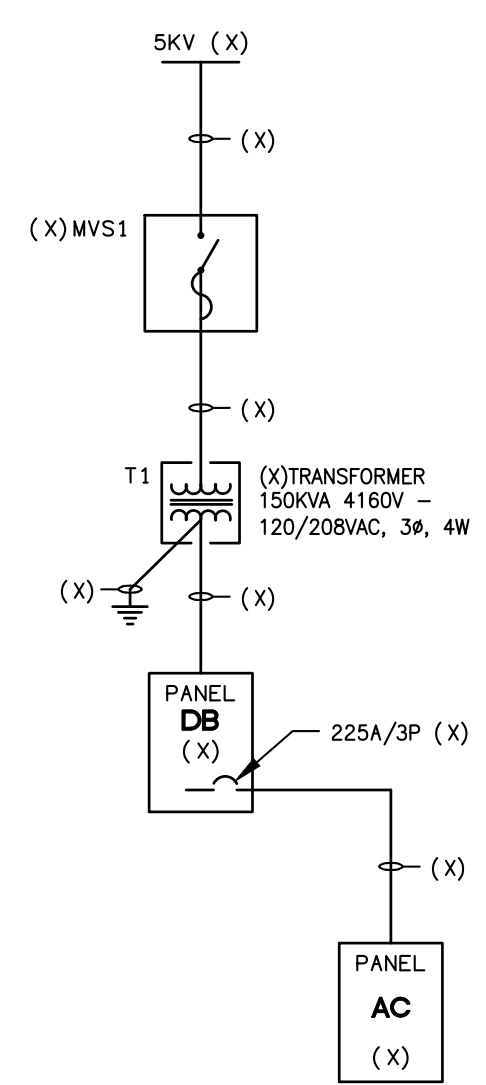 5KV (X)
(X)
(X)MVS1
(X)
T1
(X)TRANSFORMER
150KVA 4160V –
120/208VAC, 3ø, 4W
(X)
(X)
PANEL
DB
(X)
225A/3P (X)
(X)
PANEL
AC
(X)